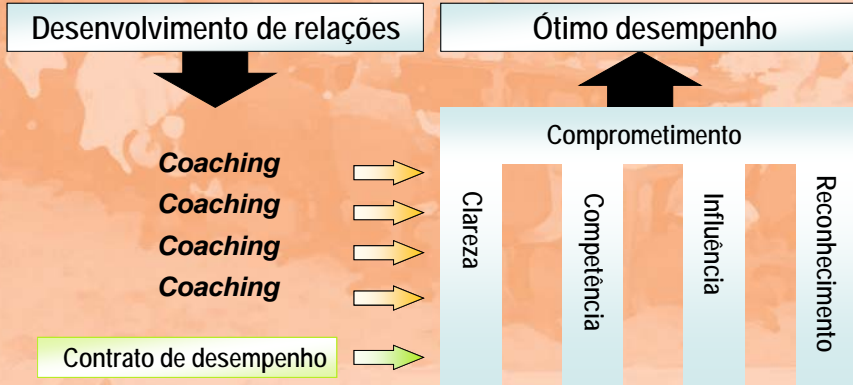 Desenvolvimento de relações
Ótimo desempenho
Comprometimento
Coaching
Coaching
Coaching
Coaching
Clareza
Competência
Influência
Reconhecimento
Contrato de desempenho